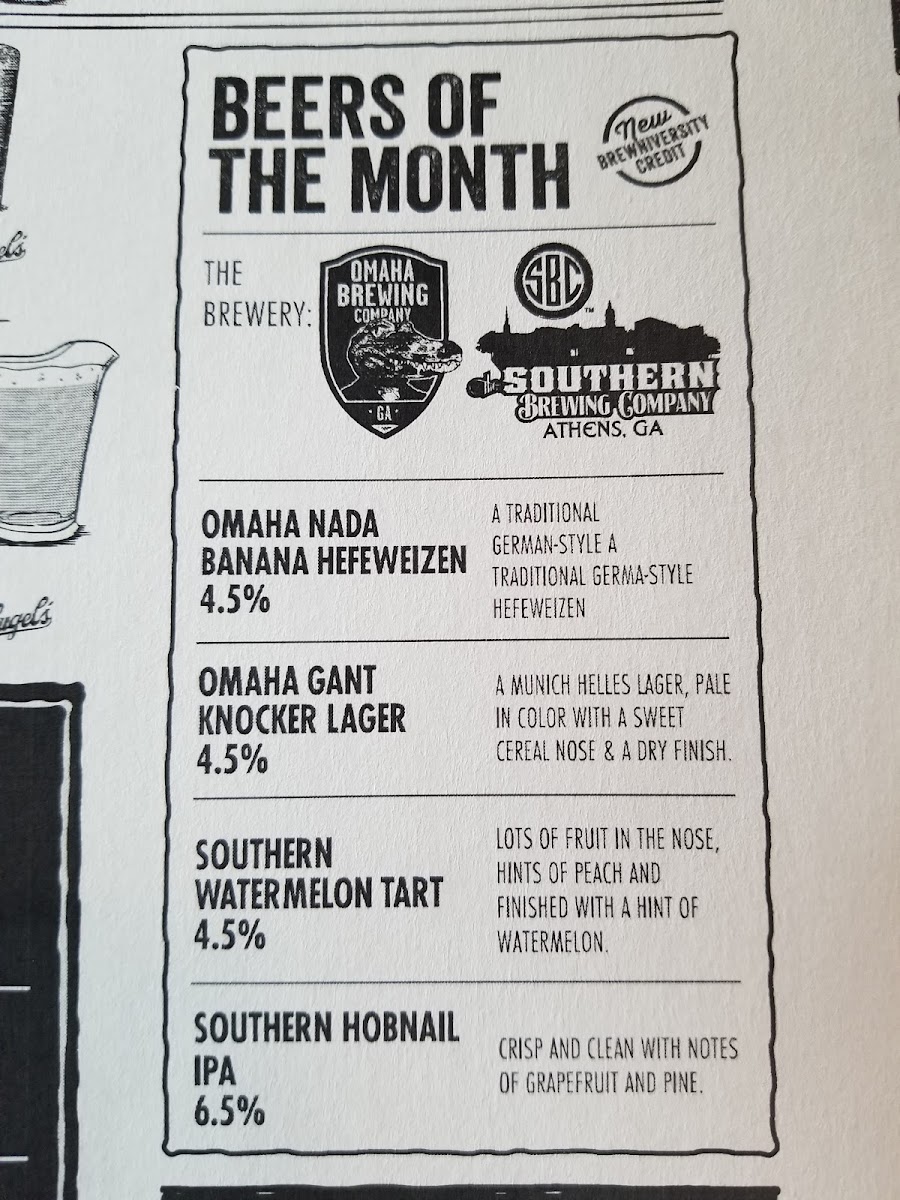 BEERS OF
THE MONTH
New
BREWNIVERSITY
CREDIT
THE
BREWERY:
OMAHA
BREWING
COMPANY
GA
SBC
TM
the SOUTHERN
BREWING COMPANY
ATHENS, GA
OMAHA NADA
BANANA HEFEWEIZEN
4.5%
A TRADITIONAL
GERMAN-STYLE A
TRADITIONAL GERMA-STYLE
HEFEWEIZEN
OMAHA GANT
KNOCKER LAGER
4.5%
A MUNICH HELLES LAGER, PALE
IN COLOR WITH A SWEET
CEREAL NOSE & A DRY FINISH.
SOUTHERN
WATERMELON TART
4.5%
LOTS OF FRUIT IN THE NOSE,
HINTS OF PEACH AND
FINISHED WITH A HINT OF
WATERMELON.
SOUTHERN HOBNAIL
IPA
6.5%
CRISP AND CLEAN WITH NOTES
OF GRAPEFRUIT AND PINE.